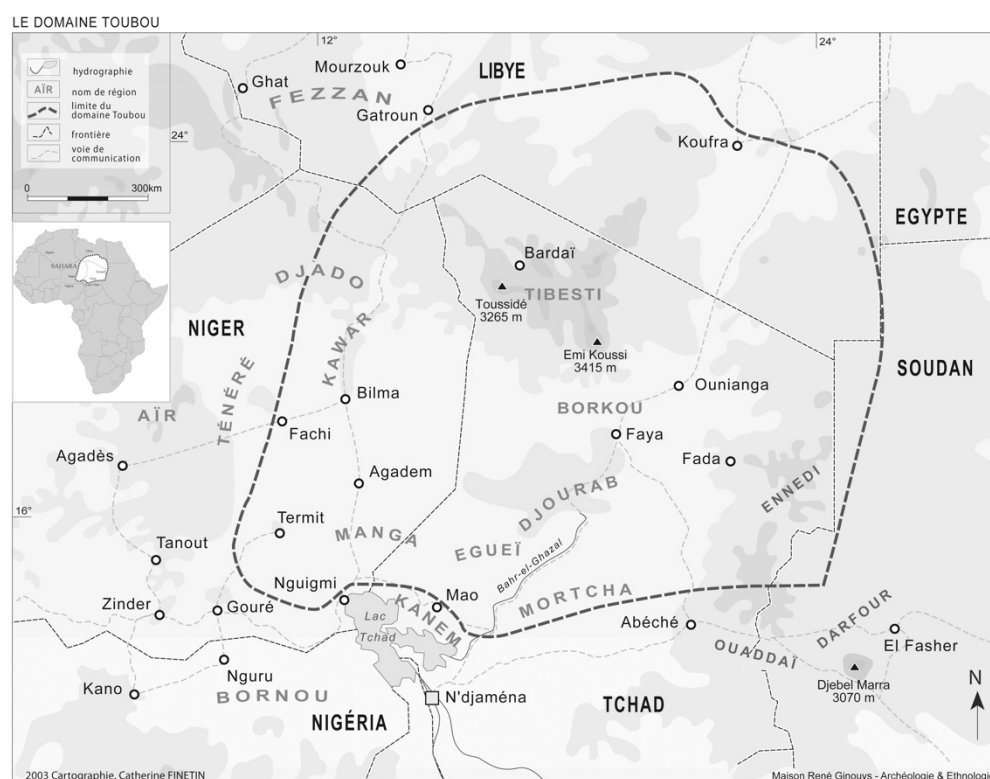 LE DOMAINE TOUBOU
hydrographie
AÏR nom de région
limite du
domaine Toubou
frontière
voie de
communication
0 300km
12°
24°
24°
16°
SAHARA
Ghat
Mourzouk
LIBYE
FEZZAN
Gatroun
Koufra
EGYPTE
Bardaï
DJADO
Toussidé
3265 m
TIBESTI
NIGER
KAWAR
Emi Koussi
3415 m
SOUDAN
TÉNÉRÉ
Bilma
Ounianga
AÏR
BORKOU
Fachi
Faya
Agadès
Fada
Agadem
ENNEDI
DJOURAB
Termit
MANGA
EGUEÏ
Tanout
Bahr-el-Ghazal
Nguigmi
Mao
MORTCHA
Zinder
Gouré
KANEM
Lac
Tchad
Abéché
DARFOUR
El Fasher
OUADDAÏ
Nguru
Kano
BORNOU
N'djaména
Djebel Marra
3070 m
NIGÉRIA
TCHAD
N
2003 Cartographie, Catherine FINETIN
Maison René Ginouvs - Archéologie & Ethnologi